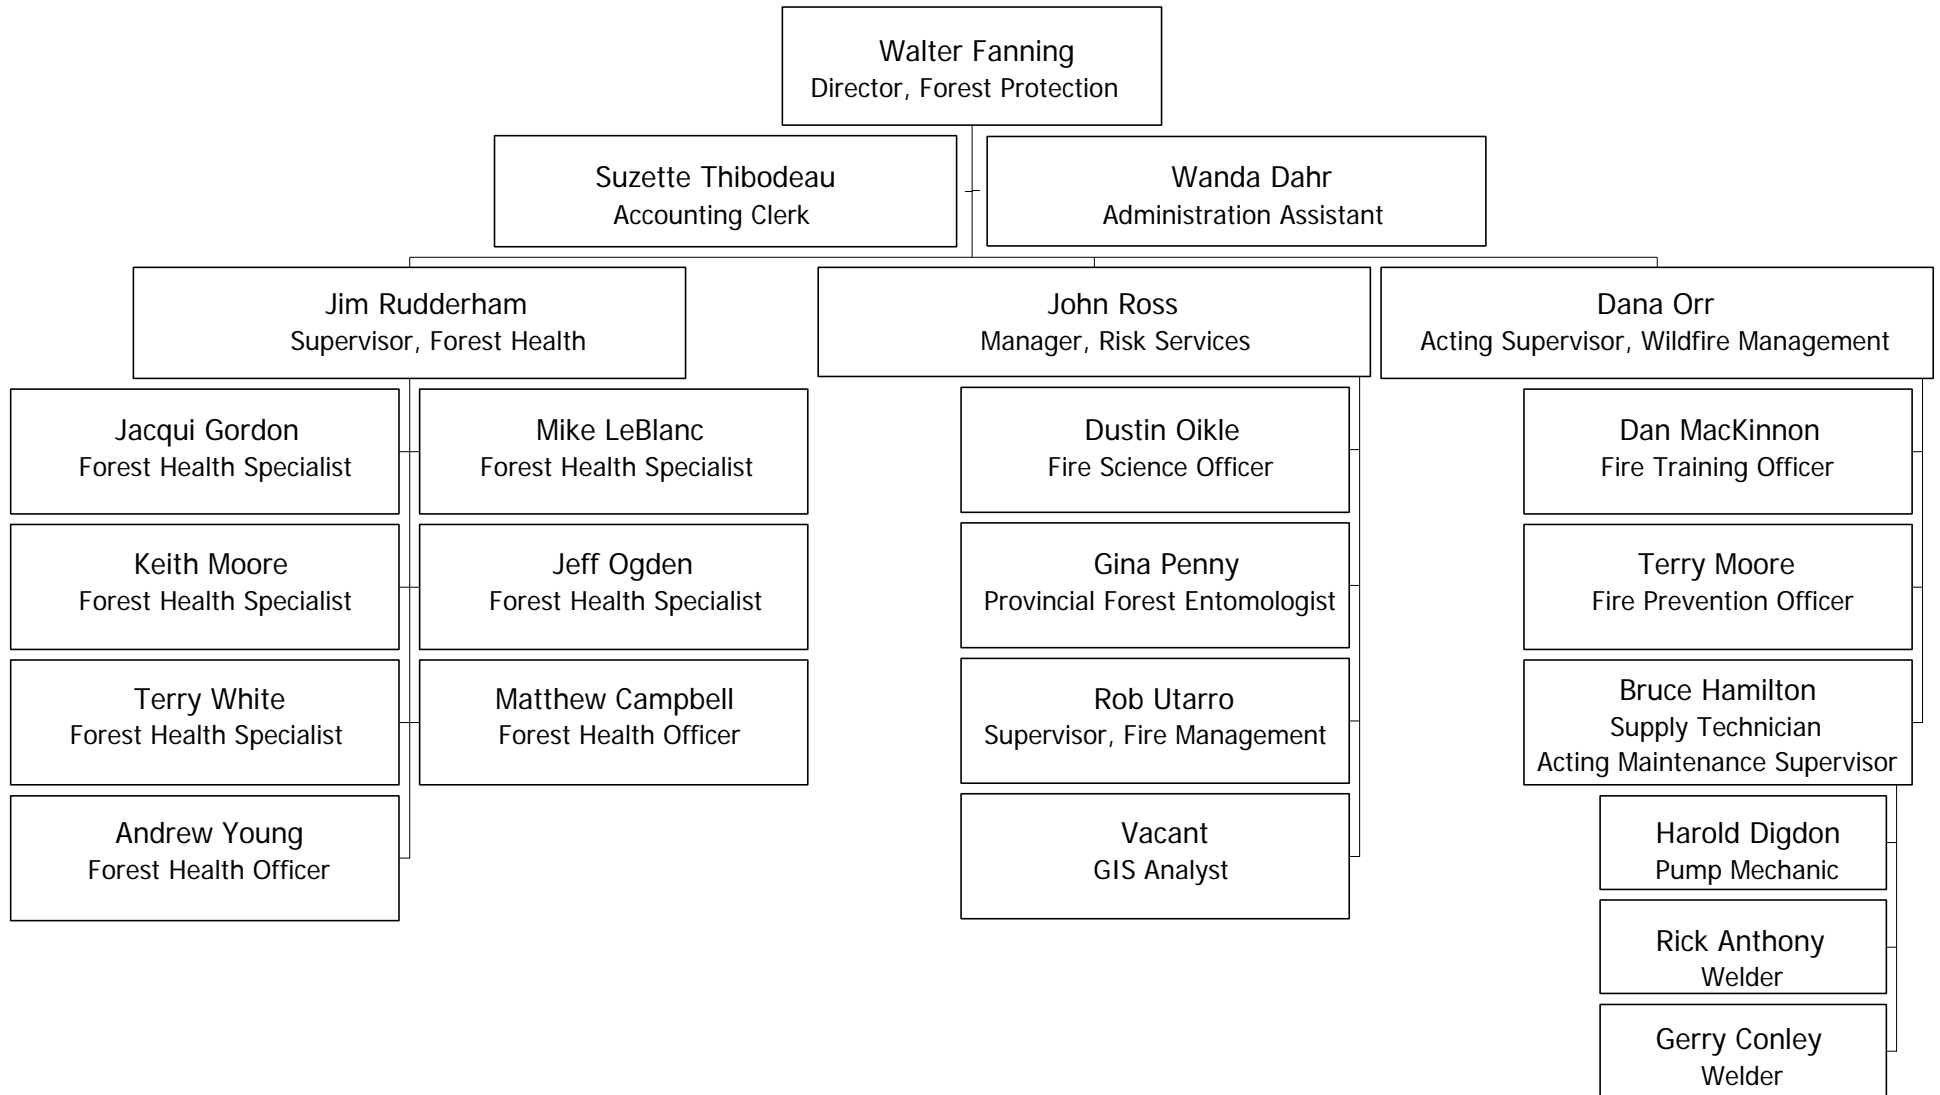 Walter Fanning
Director, Forest Protection
Suzette Thibodeau
Accounting Clerk
Wanda Dahr
Administration Assistant
Jim Rudderham
Supervisor, Forest Health
John Ross
Manager, Risk Services
Dana Orr
Acting Supervisor, Wildfire Management
Jacqui Gordon
Forest Health Specialist
Mike LeBlanc
Forest Health Specialist
Keith Moore
Forest Health Specialist
Jeff Ogden
Forest Health Specialist
Terry White
Forest Health Specialist
Matthew Campbell
Forest Health Officer
Andrew Young
Forest Health Officer
Dustin Oikle
Fire Science Officer
Gina Penny
Provincial Forest Entomologist
Rob Utarro
Supervisor, Fire Management
Vacant
GIS Analyst
Dan MacKinnon
Fire Training Officer
Terry Moore
Fire Prevention Officer
Bruce Hamilton
Supply Technician
Acting Maintenance Supervisor
Harold Digdon
Pump Mechanic
Rick Anthony
Welder
Gerry Conley
Welder